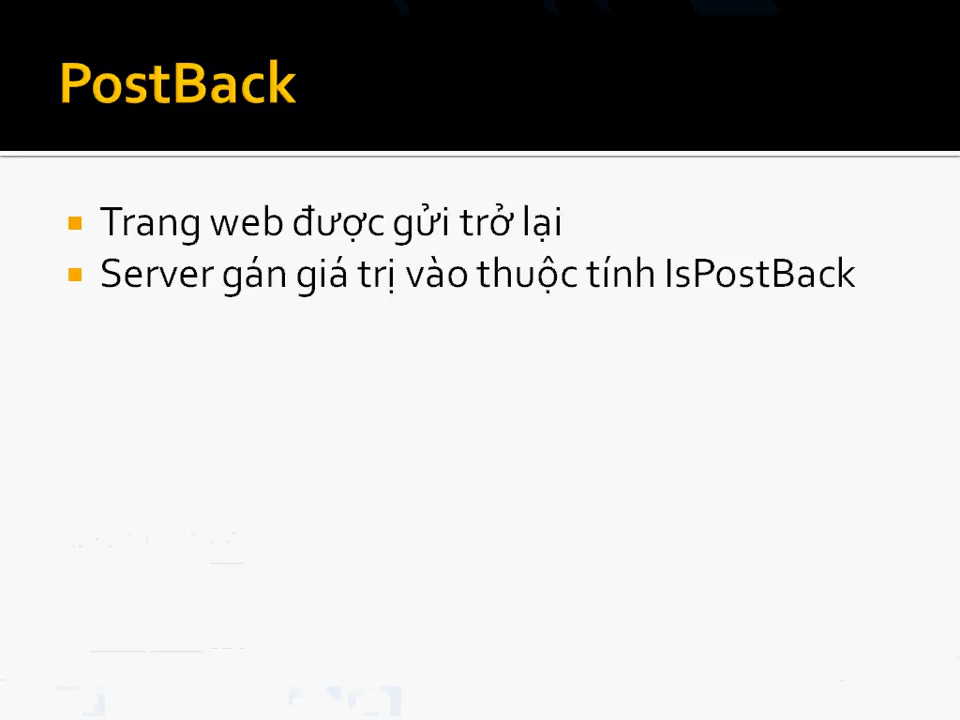 PostBack
Trang web được gửi trở lại
Server gán giá trị vào thuộc tính IsPostBack